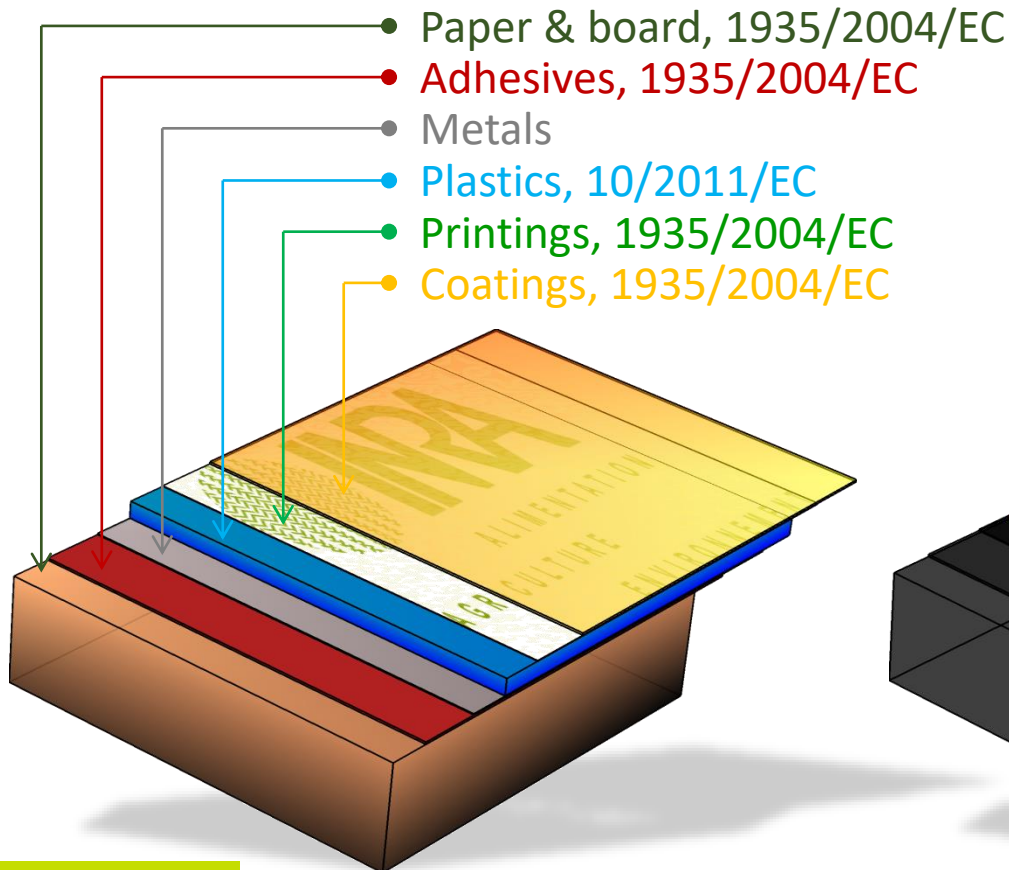 Paper & board, 1935/2004/EC
Adhesives, 1935/2004/EC
Metals
Plastics, 10/2011/EC
Printings, 1935/2004/EC
Coatings, 1935/2004/EC
INRA
ALIMENTATION
AGRICULTURE
ENVIRONNEMENT